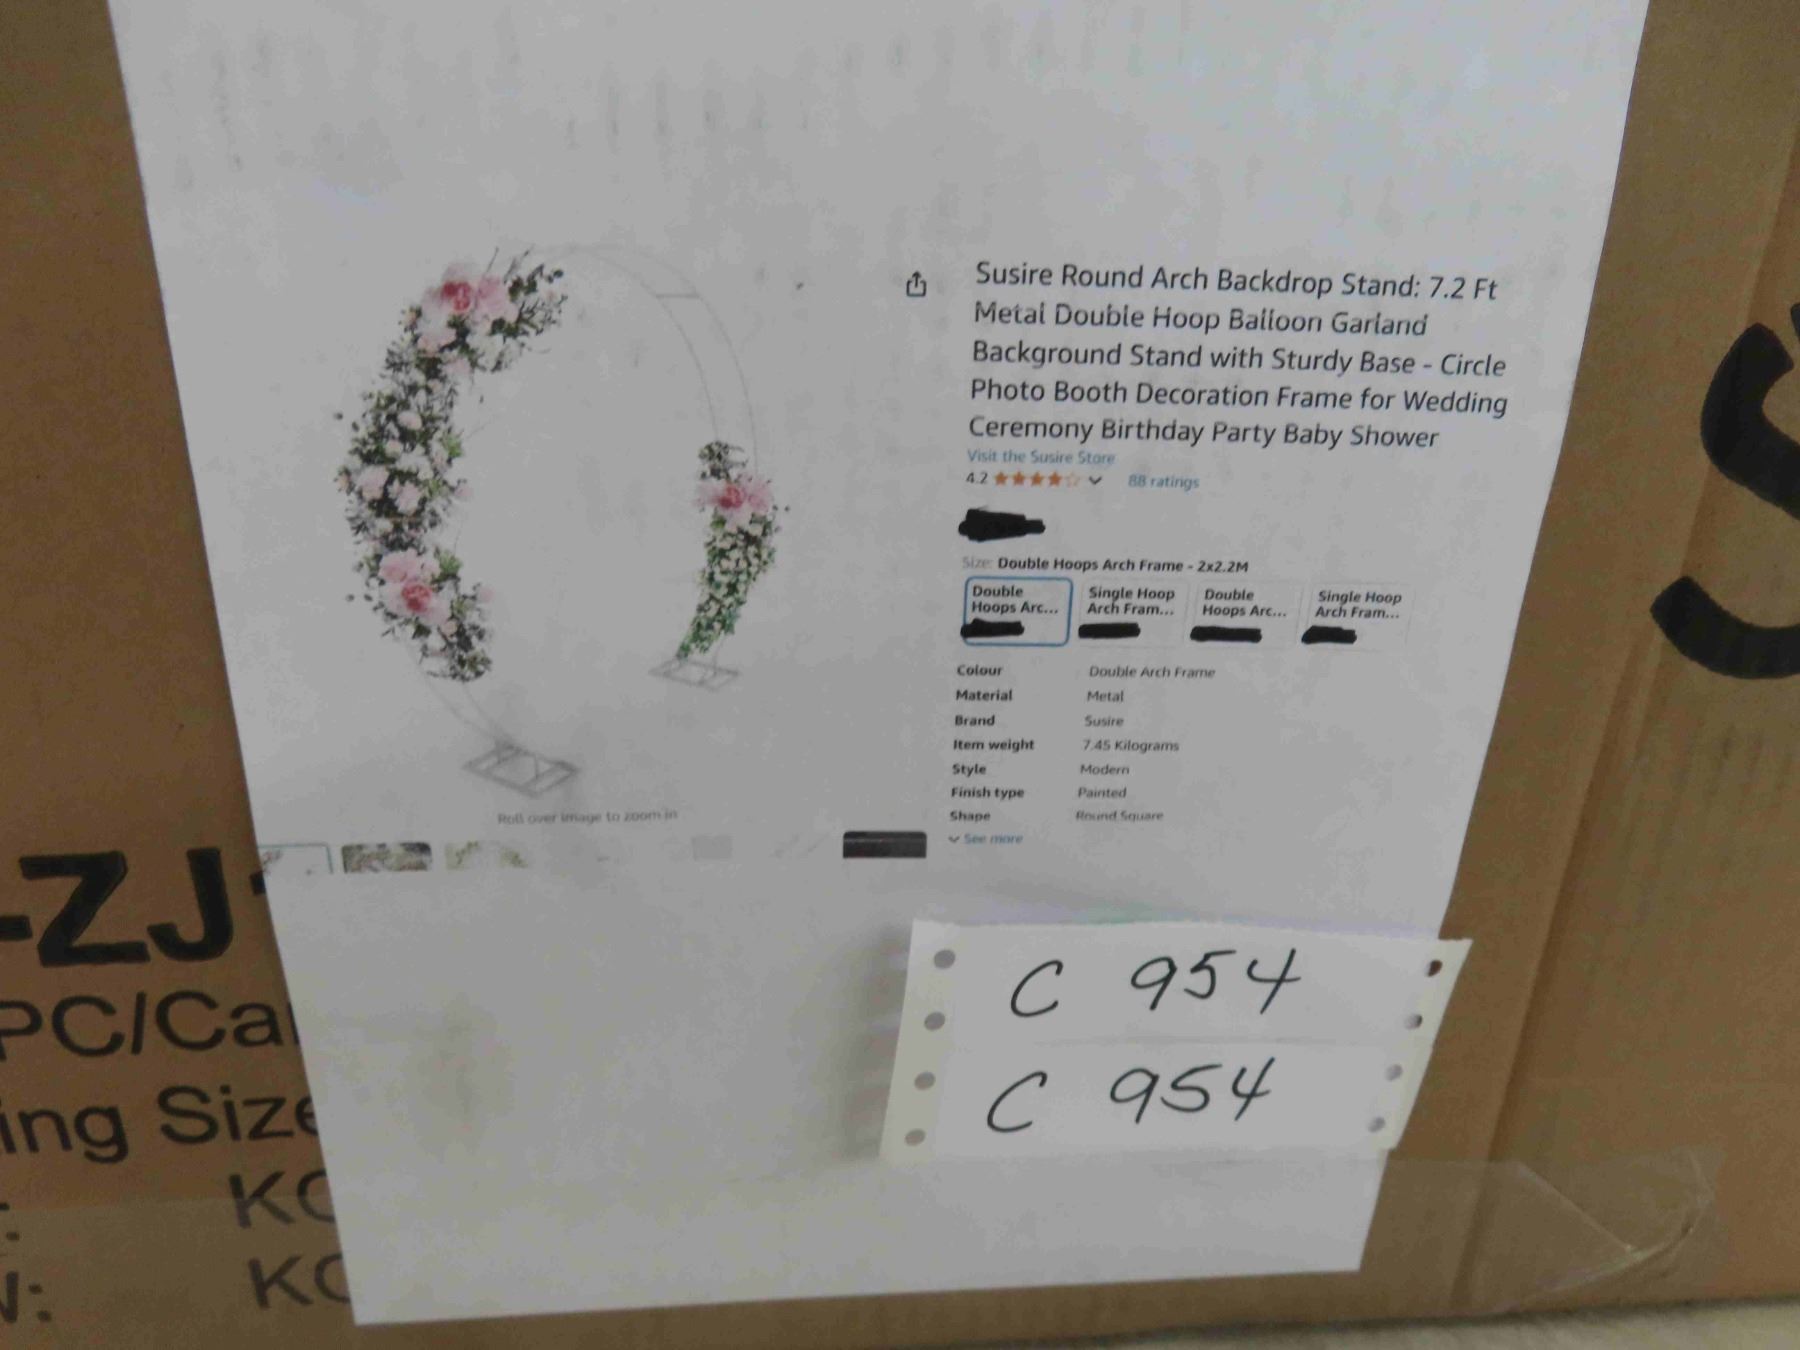 Susire Round Arch Backdrop Stand: 7.2 Ft
Metal Double Hoop Balloon Garland
Background Stand with Sturdy Base - Circle
Photo Booth Decoration Frame for Wedding
Ceremony Birthday Party Baby Shower
Visit the Susire Store
4.2 88 ratings
Size: Double Hoops Arch Frame - 2x2.2M
Double Hoops Arc...
Single Hoop Arch Fram...
Double Hoops Arc...
Single Hoop Arch Fram...
Colour Double Arch Frame
Material Metal
Brand Susire
Item weight 7.45 Kilograms
Style Modern
Finish type Painted
Shape Round Square
See more
Roll over image to zoom in
C 954
C 954
-ZJ
PC/Ca
ing Size
KG
KG